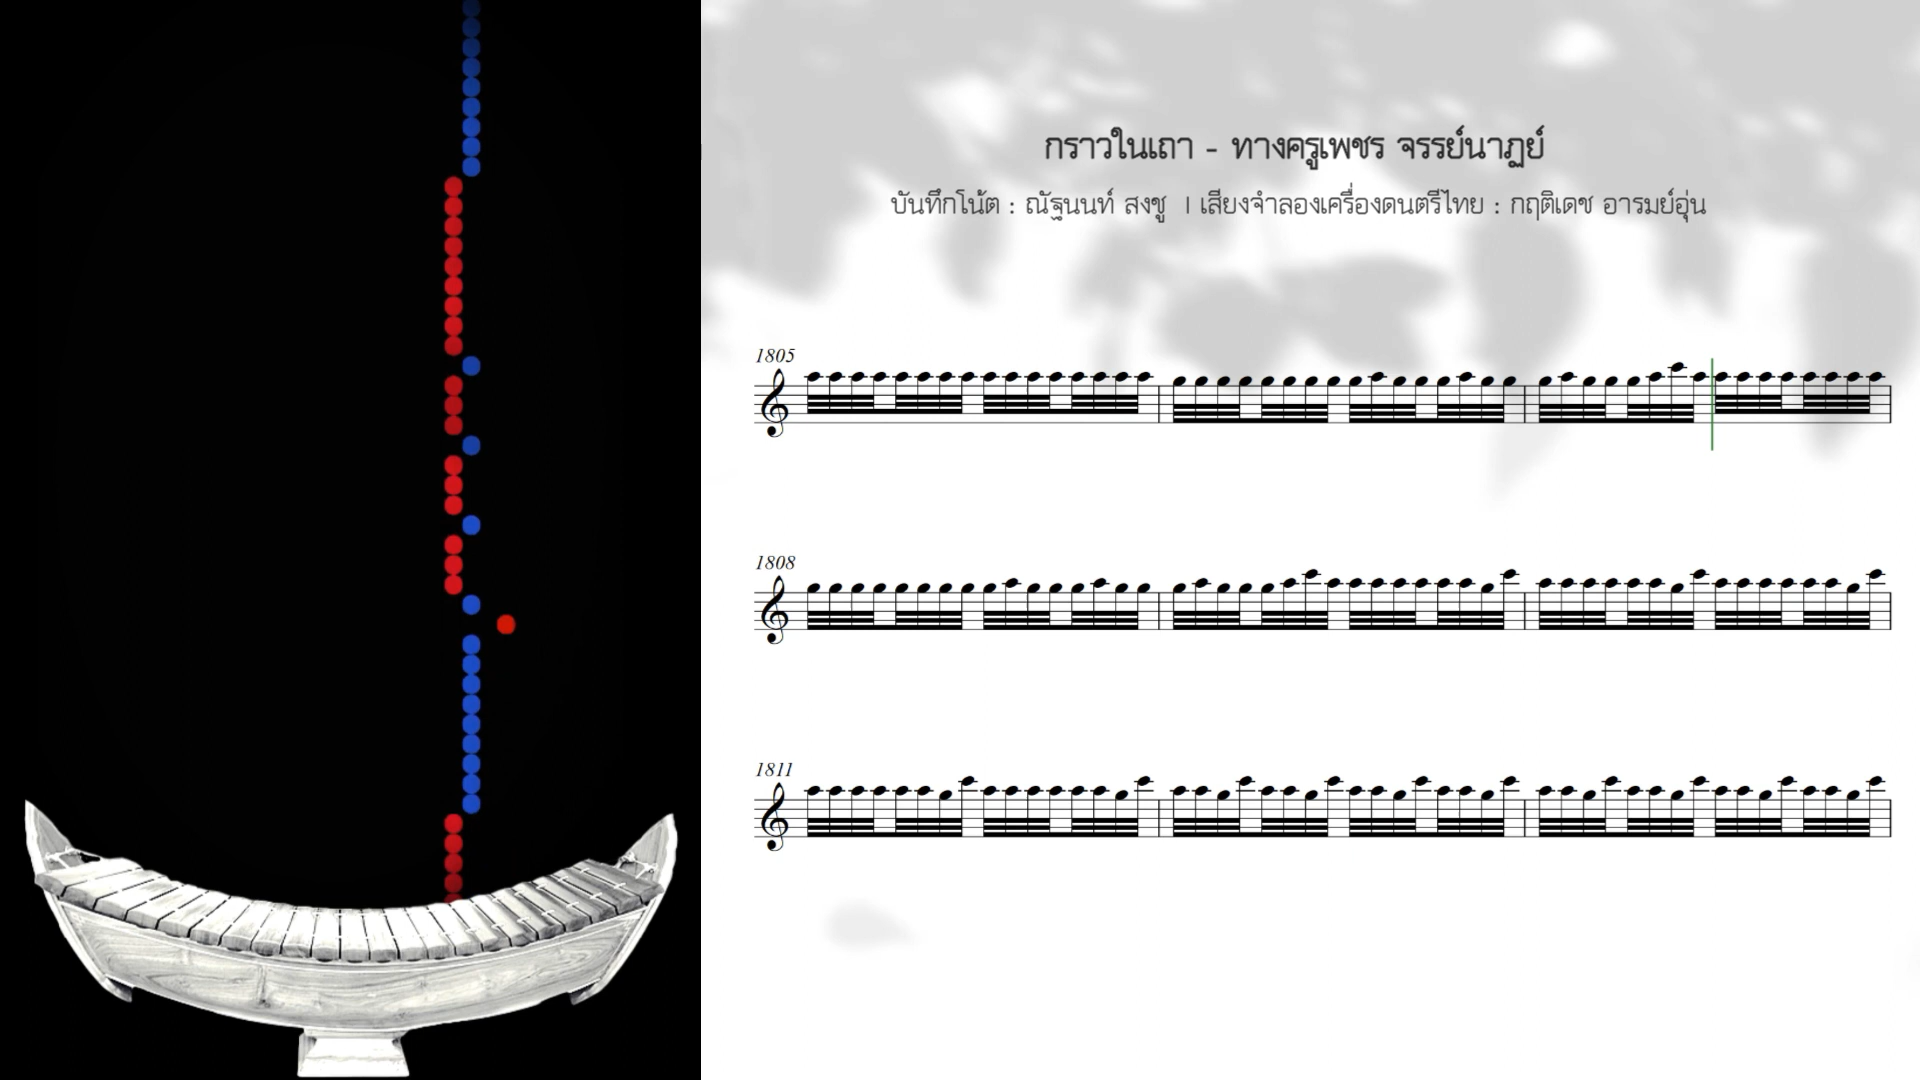 กราวในเถา - ทางครูเพชร จรรย์นาฏย์
บันทึกโน้ต : ณัฐนนท์ สงชู | เสียงจำลองเครื่องดนตรีไทย : กฤติเดช อารมย์อุ่น
1805
1808
1811